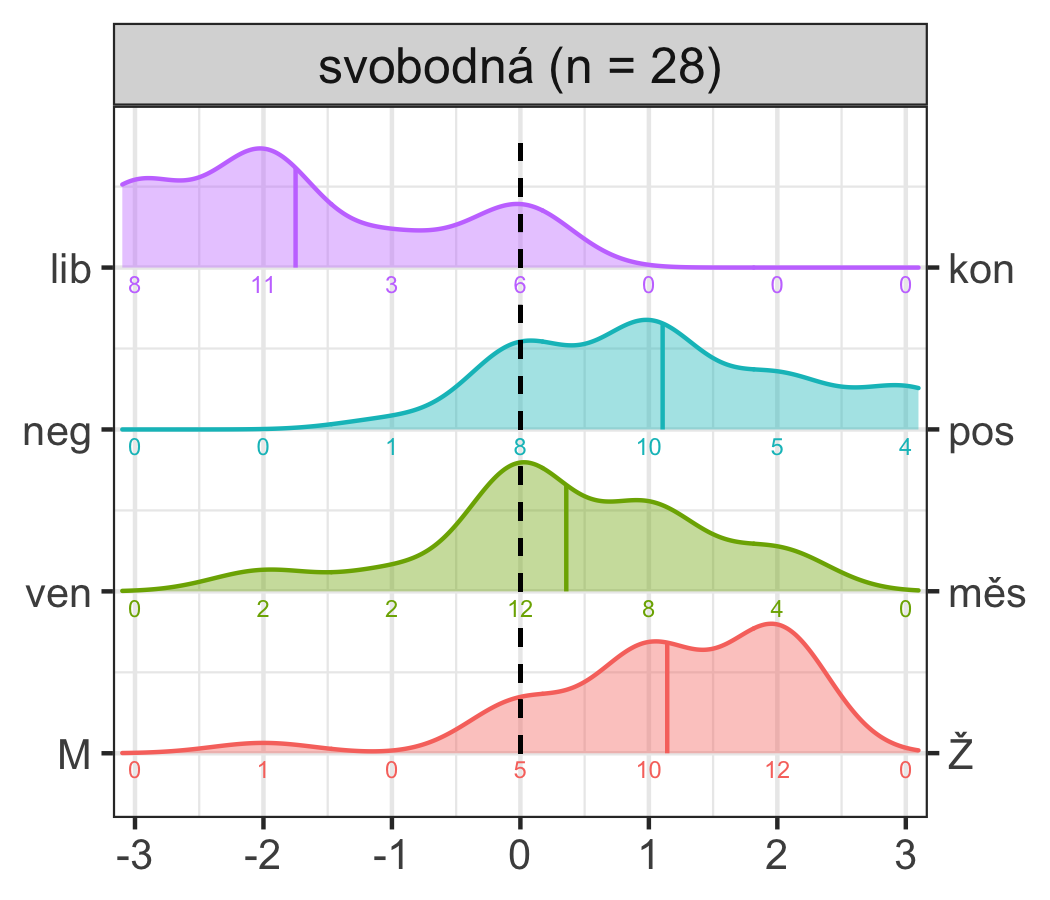 svobodná (n = 28)
lib kon
8 11 3 6 0 0 0
neg pos
0 0 1 8 10 5 4
ven měs
0 2 2 12 8 4 0
M Ž
0 1 0 5 10 12 0
-3 -2 -1 0 1 2 3